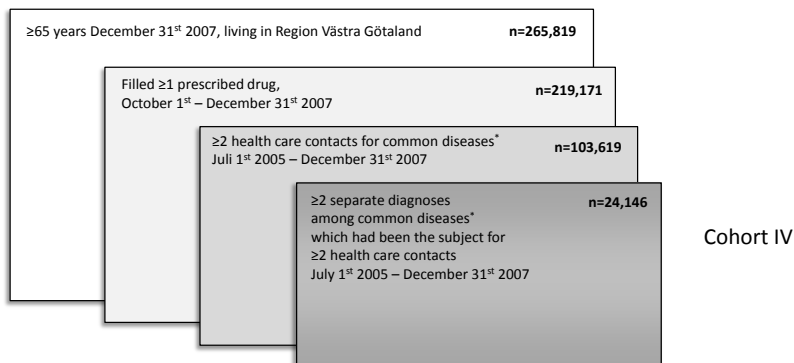 ≥65 years December 31st 2007, living in Region Västra Götaland n=265,819
Filled ≥1 prescribed drug, n=219,171
October 1st – December 31st 2007
≥2 health care contacts for common diseases* n=103,619
Juli 1st 2005 – December 31st 2007
≥2 separate diagnoses n=24,146
among common diseases*
which had been the subject for
≥2 health care contacts
July 1st 2005 – December 31st 2007
Cohort IV